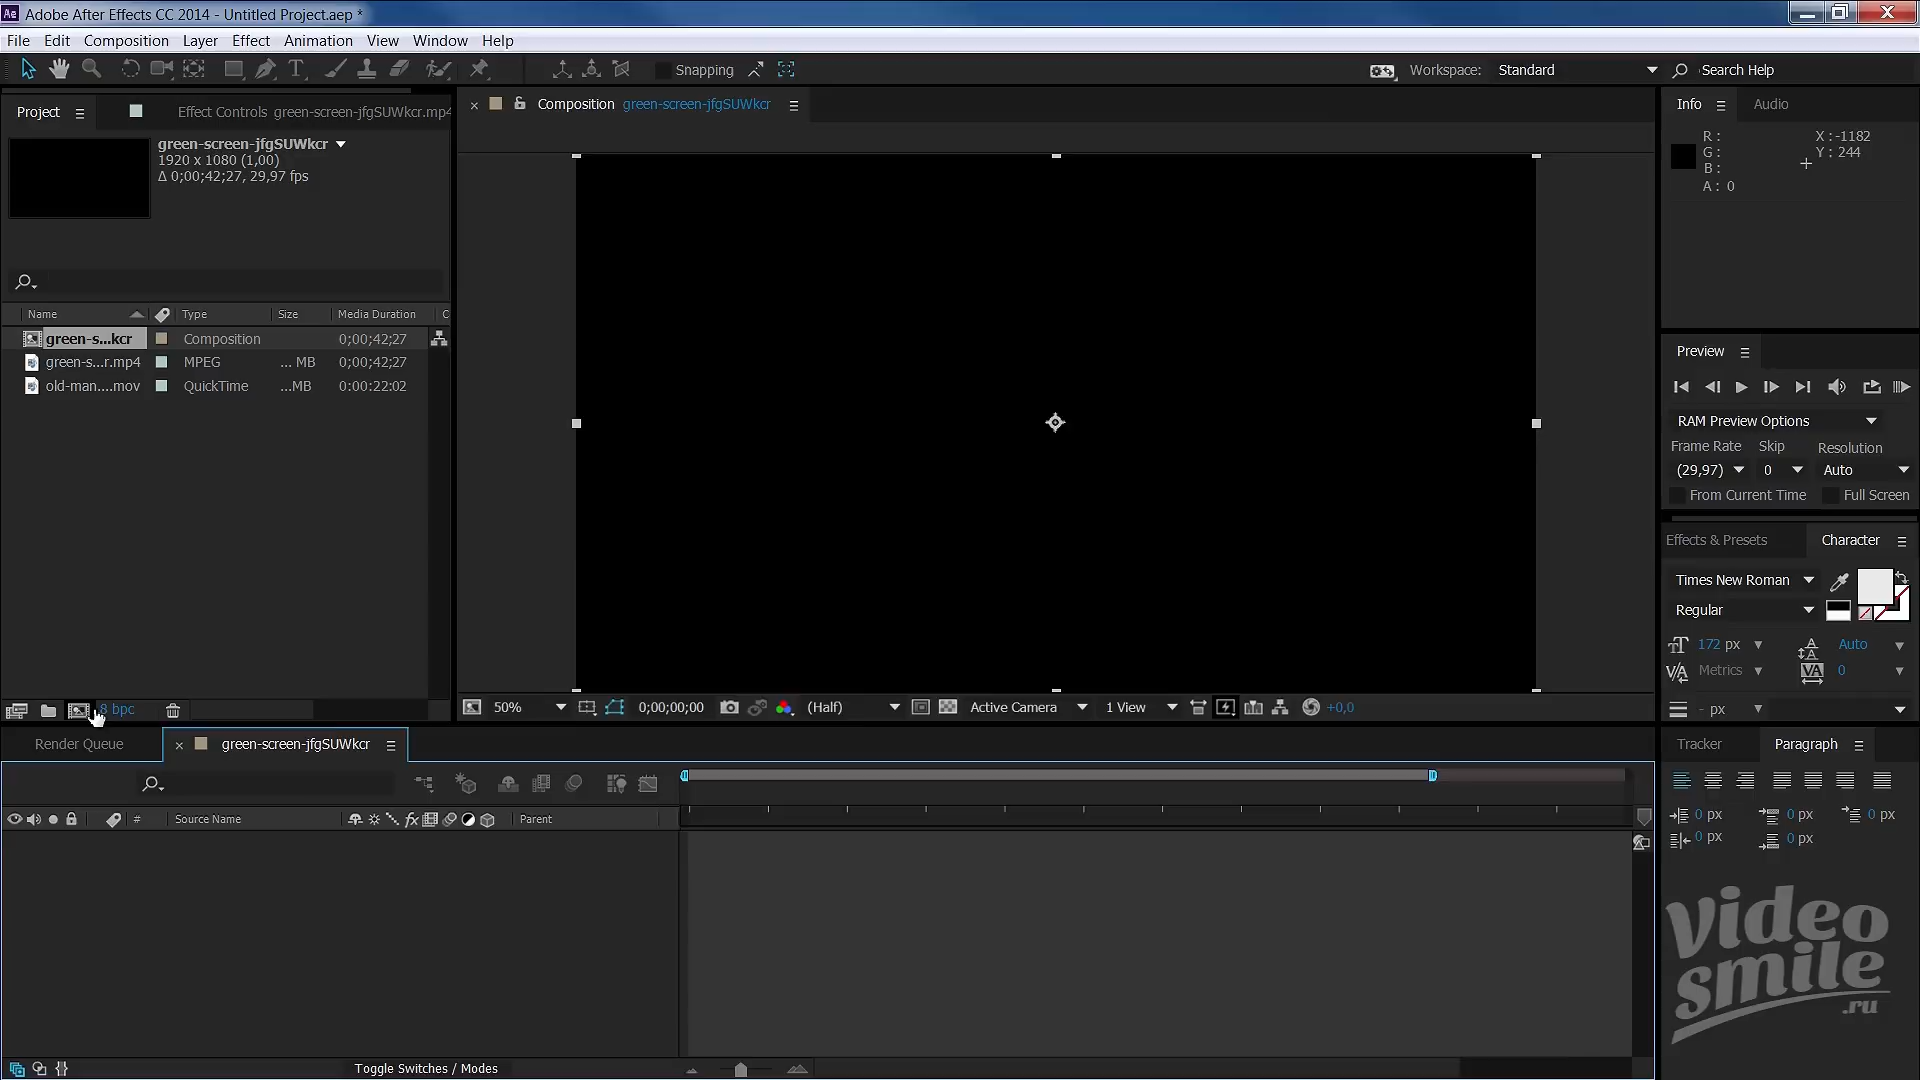 Adobe After Effects CC 2014 - Untitled Project.aep *
File Edit Composition Layer Effect Animation View Window Help
Snapping
Workspace: Standard
Search Help
Project
Effect Controls green-screen-jfgSUWkcr.mp4
green-screen-jfgSUWkcr
1920 x 1080 (1,00)
Δ 0;00;42;27, 29,97 fps
Name Type Size Media Duration C
green-s...kcr Composition 0;00;42;27
green-s...r.mp4 MPEG ... MB 0;00;42;27
old-man....mov QuickTime ...MB 0:00:22:02
8 bpc
Composition green-screen-jfgSUWkcr
50% 0;00;00;00 (Half) Active Camera 1 View +0,0
Info Audio
R : X : -1182
G : Y : 244
B :
A : 0
Preview
RAM Preview Options
Frame Rate Skip Resolution
(29,97) 0 Auto
From Current Time Full Screen
Effects & Presets Character
Times New Roman
Regular
172 px Auto
Metrics 0
- px
Render Queue green-screen-jfgSUWkcr
# Source Name Parent
Toggle Switches / Modes
Tracker Paragraph
0 px 0 px 0 px
0 px 0 px
video
smile
.ru